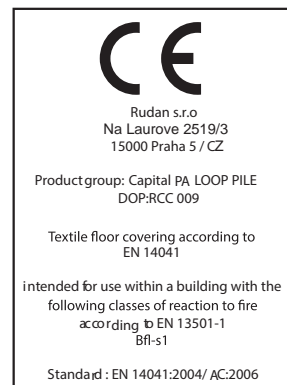 CE
Rudan s.r.o
Na Laurove 2519/3
15000 Praha 5 / CZ
Product group: Capital PA LOOP PILE
DOP:RCC 009
Textile floor covering according to
EN 14041
intended for use within a building with the
following classes of reaction to fire
according to EN 13501-1
Bfl-s1
Standard : EN 14041:2004/ AC:2006